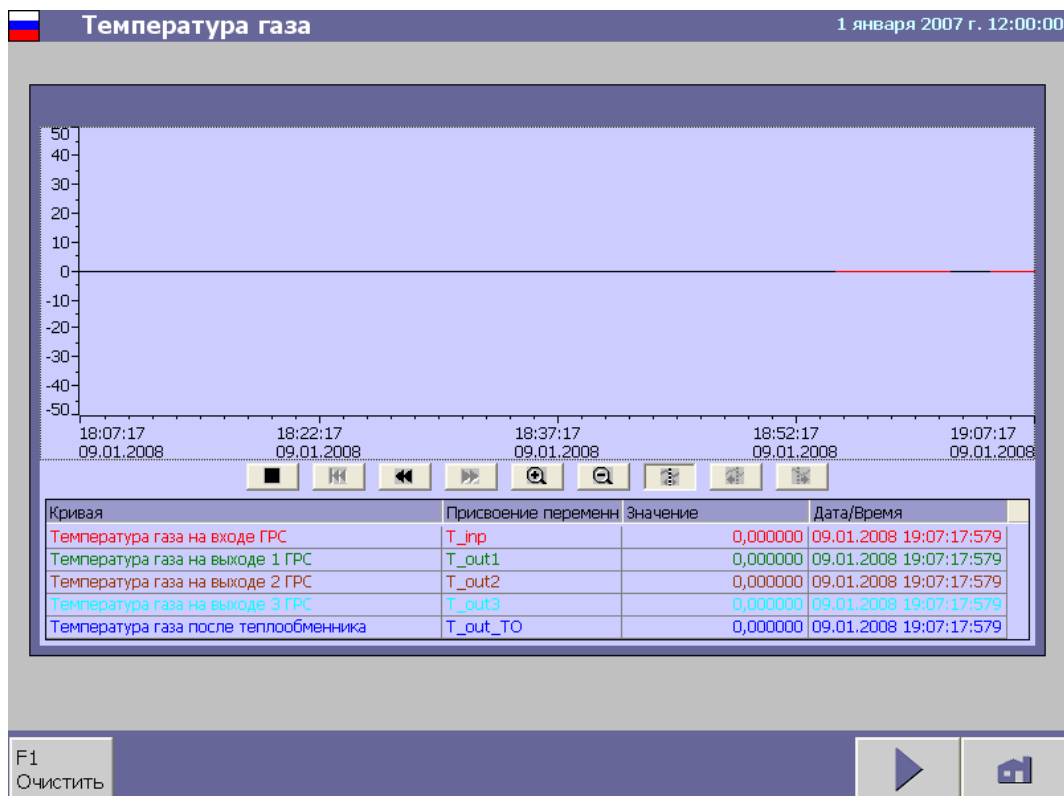 Температура газа
1 января 2007 г. 12:00:00
50
40
30
20
10
0
-10
-20
-30
-40
-50
18:07:17 18:22:17 18:37:17 18:52:17 19:07:17
09.01.2008 09.01.2008 09.01.2008 09.01.2008 09.01.2008
Кривая Присвоение переменн Значение Дата/Время
Температура газа на входе ГРС T_inp 0,000000 09.01.2008 19:07:17:579
Температура газа на выходе 1 ГРС T_out1 0,000000 09.01.2008 19:07:17:579
Температура газа на выходе 2 ГРС T_out2 0,000000 09.01.2008 19:07:17:579
Температура газа на выходе 3 ГРС T_out3 0,000000 09.01.2008 19:07:17:579
Температура газа после теплообменника T_out_TO 0,000000 09.01.2008 19:07:17:579
F1
Очистить